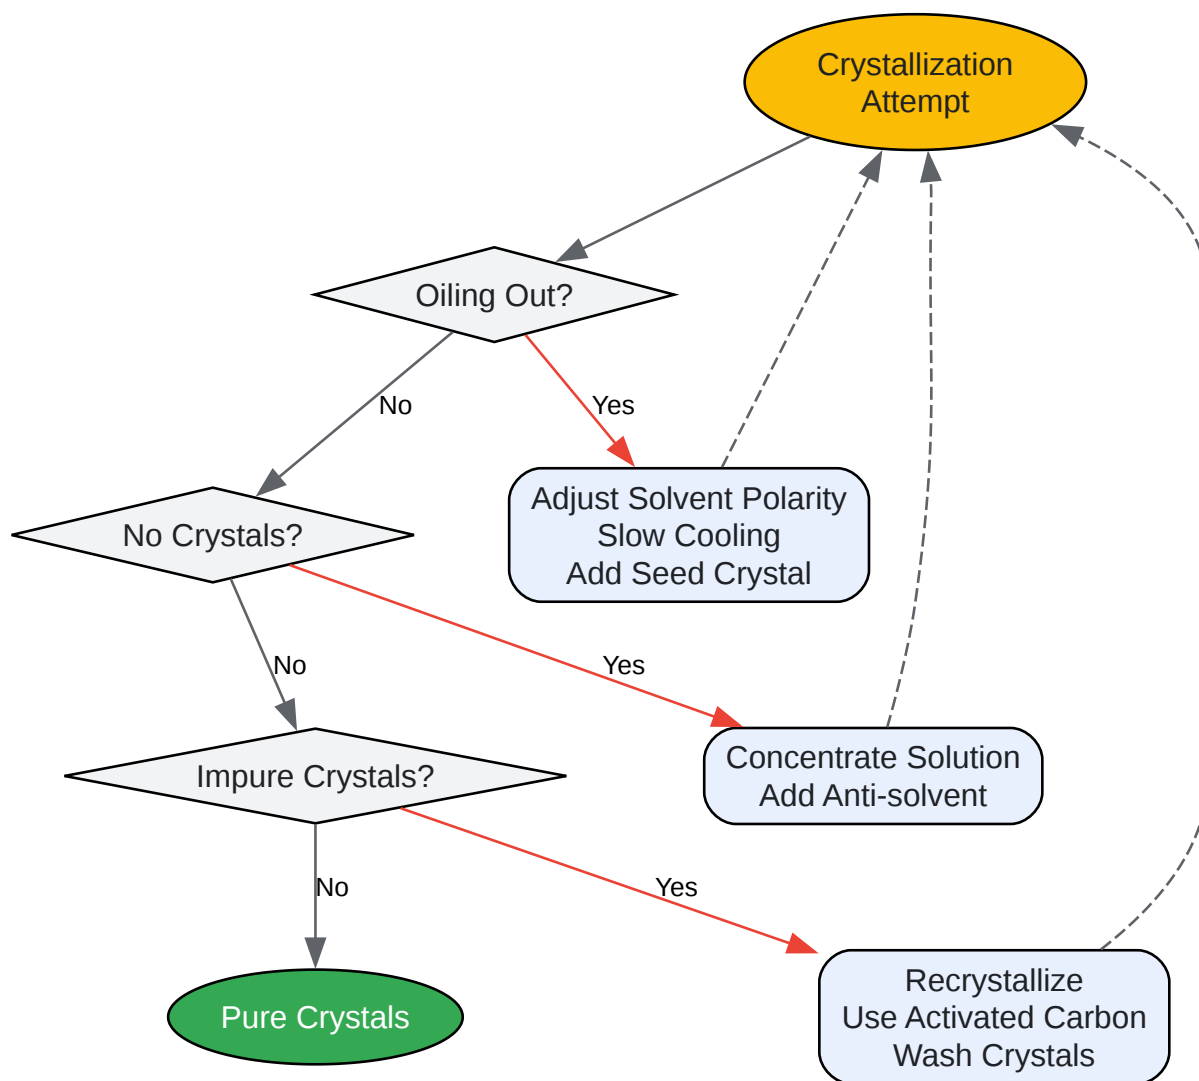 Crystallization
Attempt
Oiling Out?
No
Yes
Adjust Solvent Polarity
Slow Cooling
Add Seed Crystal
No Crystals?
No
Yes
Concentrate Solution
Add Anti-solvent
Impure Crystals?
No
Yes
Recrystallize
Use Activated Carbon
Wash Crystals
Pure Crystals